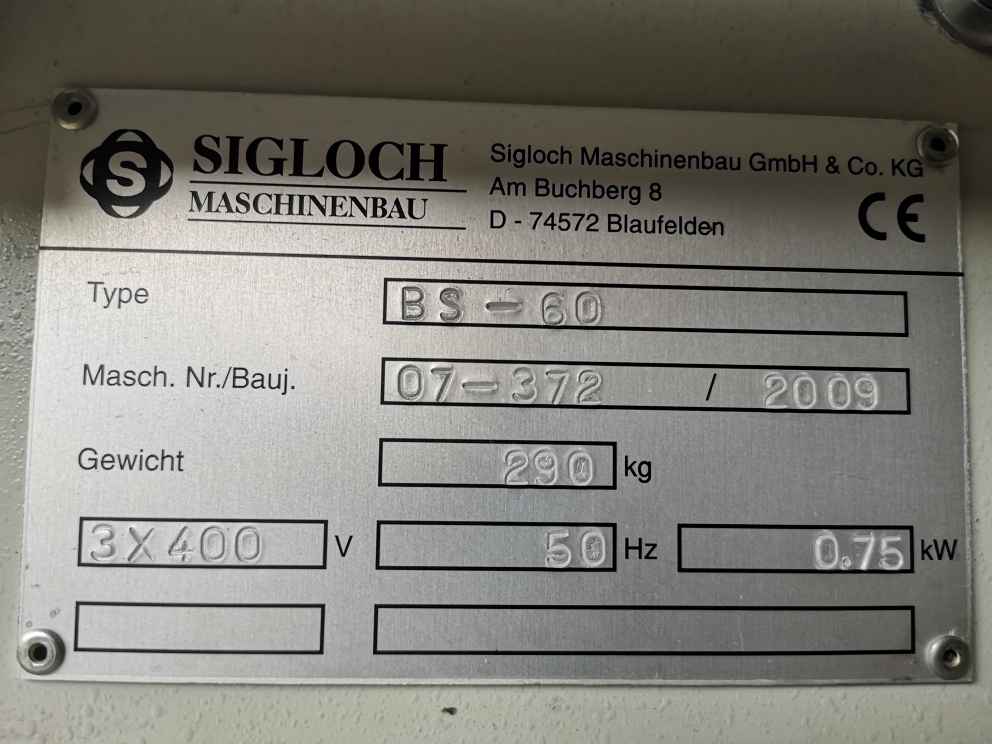 S SIGLOCH
MASCHINENBAU
Sigloch Maschinenbau GmbH & Co. KG
Am Buchberg 8
D - 74572 Blaufelden
CE
Type BS-60
Masch. Nr./Bauj. 07-372 / 2009
Gewicht 290 kg
3X400 V 50 Hz 0.75 kW